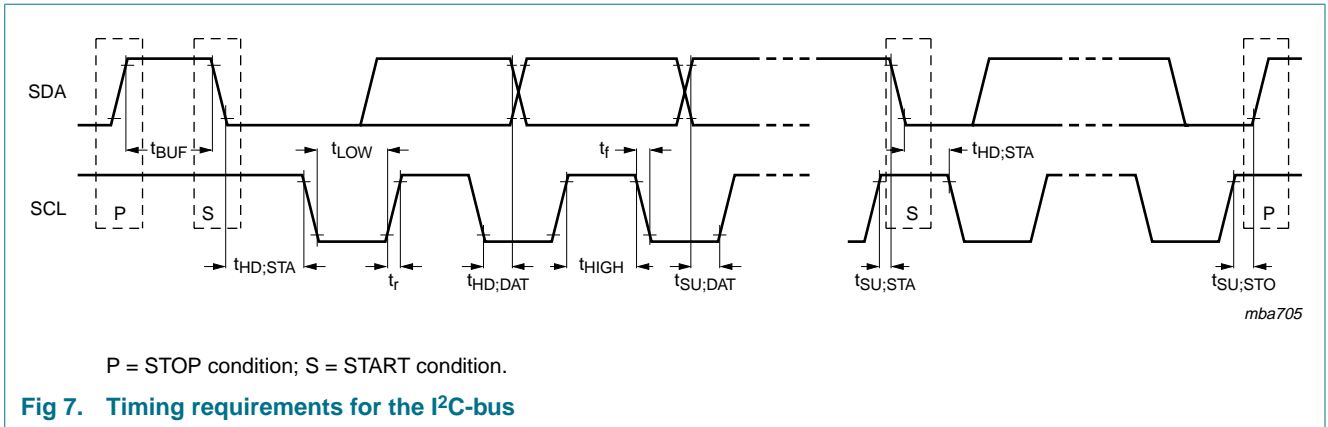 SDA
tBUF
tLOW
tf
tHD;STA
SCL
P
S
S
P
tHD;STA
tr
tHD;DAT
tHIGH
tSU;DAT
tSU;STA
tSU;STO
mba705
P = STOP condition; S = START condition.
Fig 7. Timing requirements for the I2C-bus